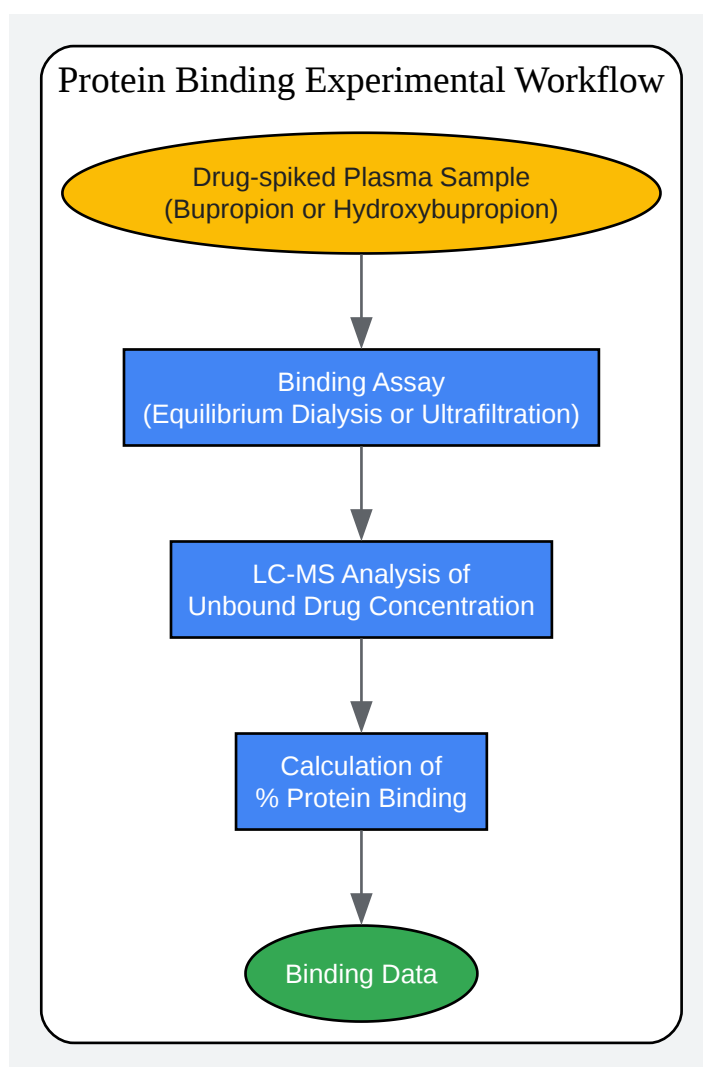 Protein Binding Experimental Workflow
Drug-spiked Plasma Sample
(Bupropion or Hydroxybupropion)
Binding Assay
(Equilibrium Dialysis or Ultrafiltration)
LC-MS Analysis of
Unbound Drug Concentration
Calculation of
% Protein Binding
Binding Data